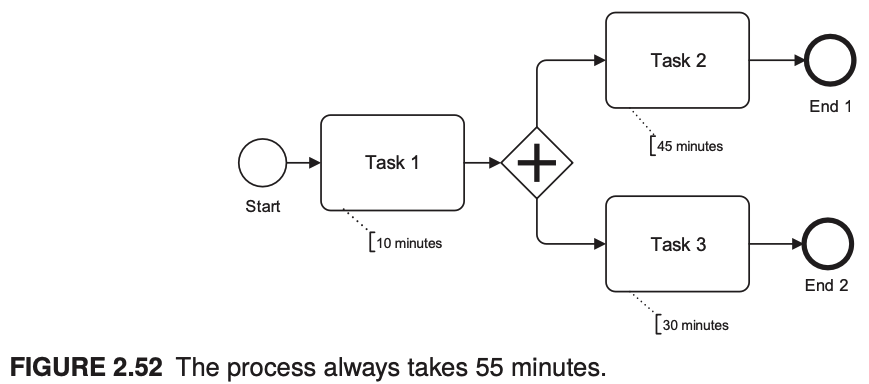 Task 2
End 1
45 minutes
Task 1
Start
10 minutes
Task 3
End 2
30 minutes
FIGURE 2.52 The process always takes 55 minutes.